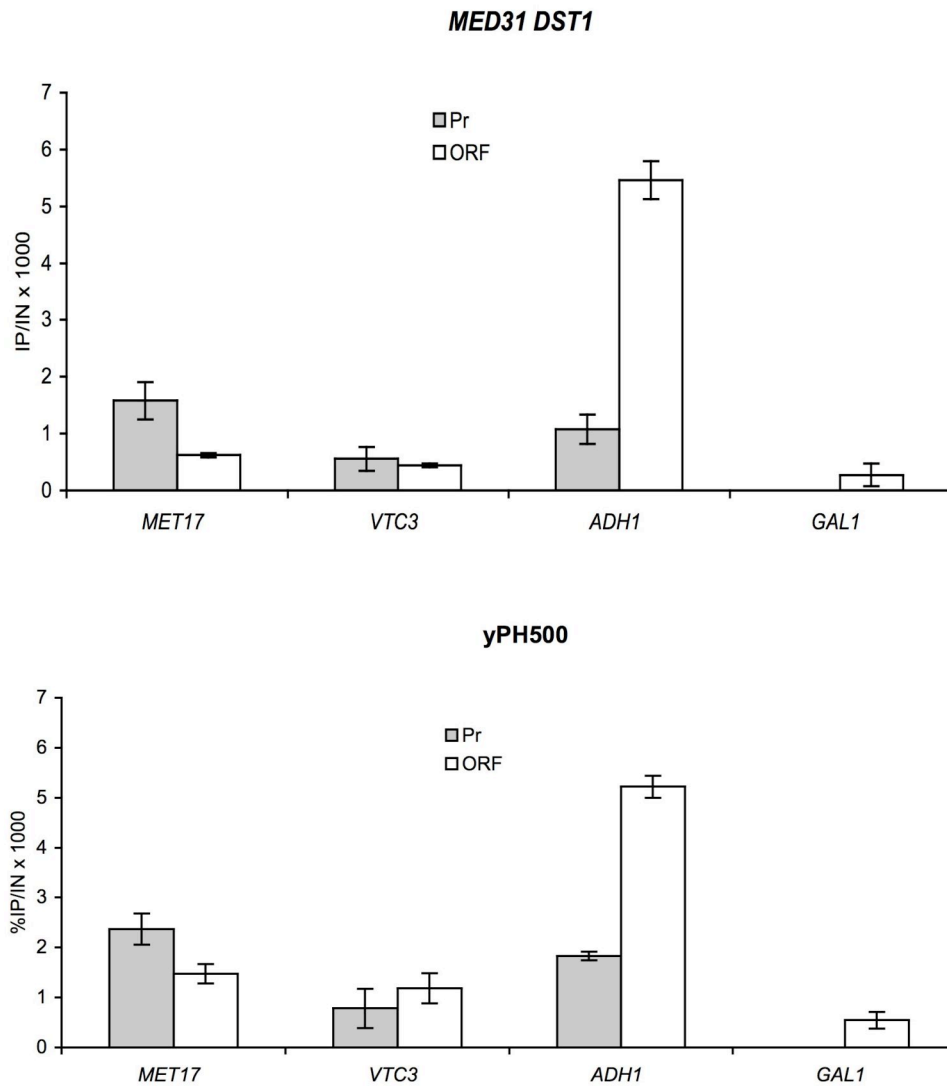 MED31 DST1
7
6
5
4
3
2
1
0
IP/IN x 1000
Pr
ORF
MET17 VTC3 ADH1 GAL1
yPH500
7
6
5
4
3
2
1
0
%IP/IN x 1000
Pr
ORF
MET17 VTC3 ADH1 GAL1